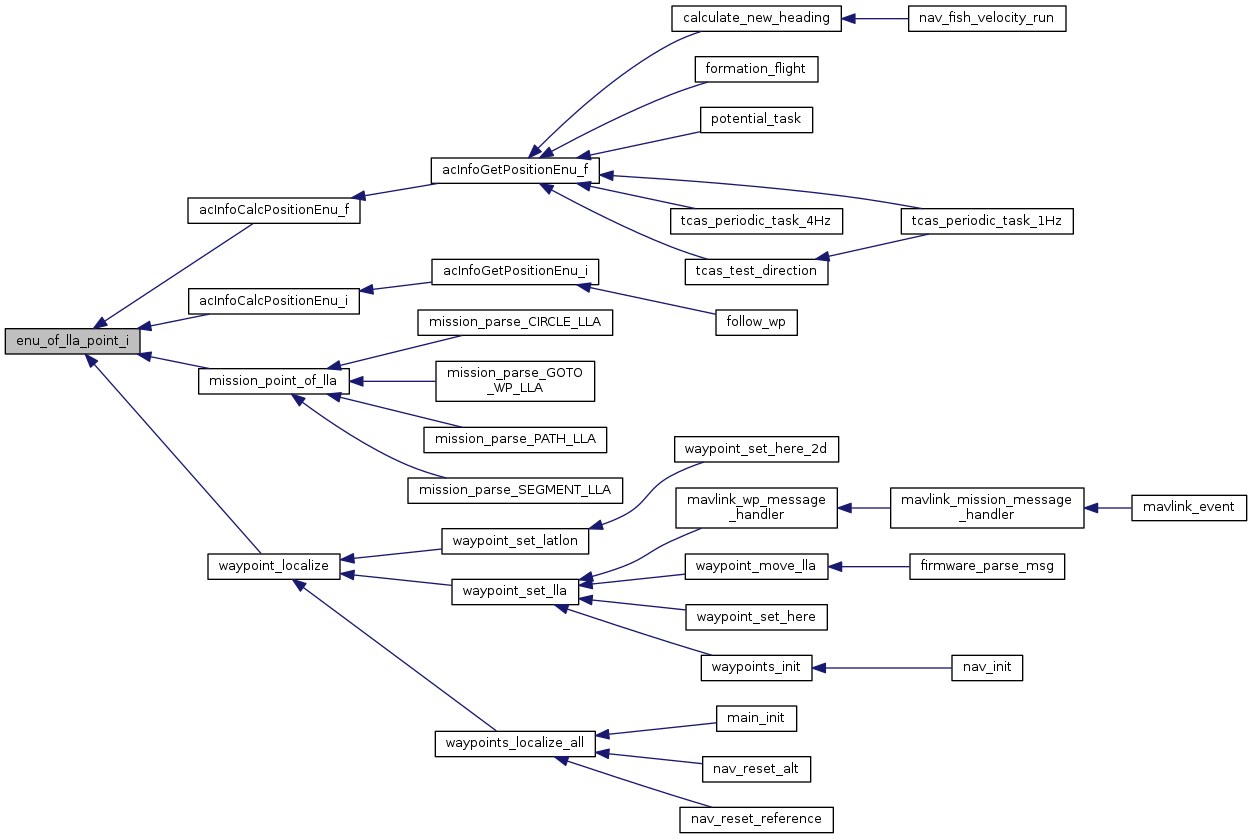 calculate_new_heading
nav_fish_velocity_run
formation_flight
potential_task
acInfoGetPositionEnu_f
acInfoCalcPositionEnu_f
tcas_periodic_task_4Hz
tcas_periodic_task_1Hz
tcas_test_direction
acInfoGetPositionEnu_i
acInfoCalcPositionEnu_i
follow_wp
mission_parse_CIRCLE_LLA
enu_of_lla_point_i
mission_parse_GOTO
_WP_LLA
mission_point_of_lla
mission_parse_PATH_LLA
mission_parse_SEGMENT_LLA
waypoint_set_here_2d
mavlink_wp_message
_handler
mavlink_mission_message
_handler
mavlink_event
waypoint_set_latlon
waypoint_localize
waypoint_move_lla
firmware_parse_msg
waypoint_set_lla
waypoint_set_here
waypoints_init
nav_init
main_init
waypoints_localize_all
nav_reset_alt
nav_reset_reference